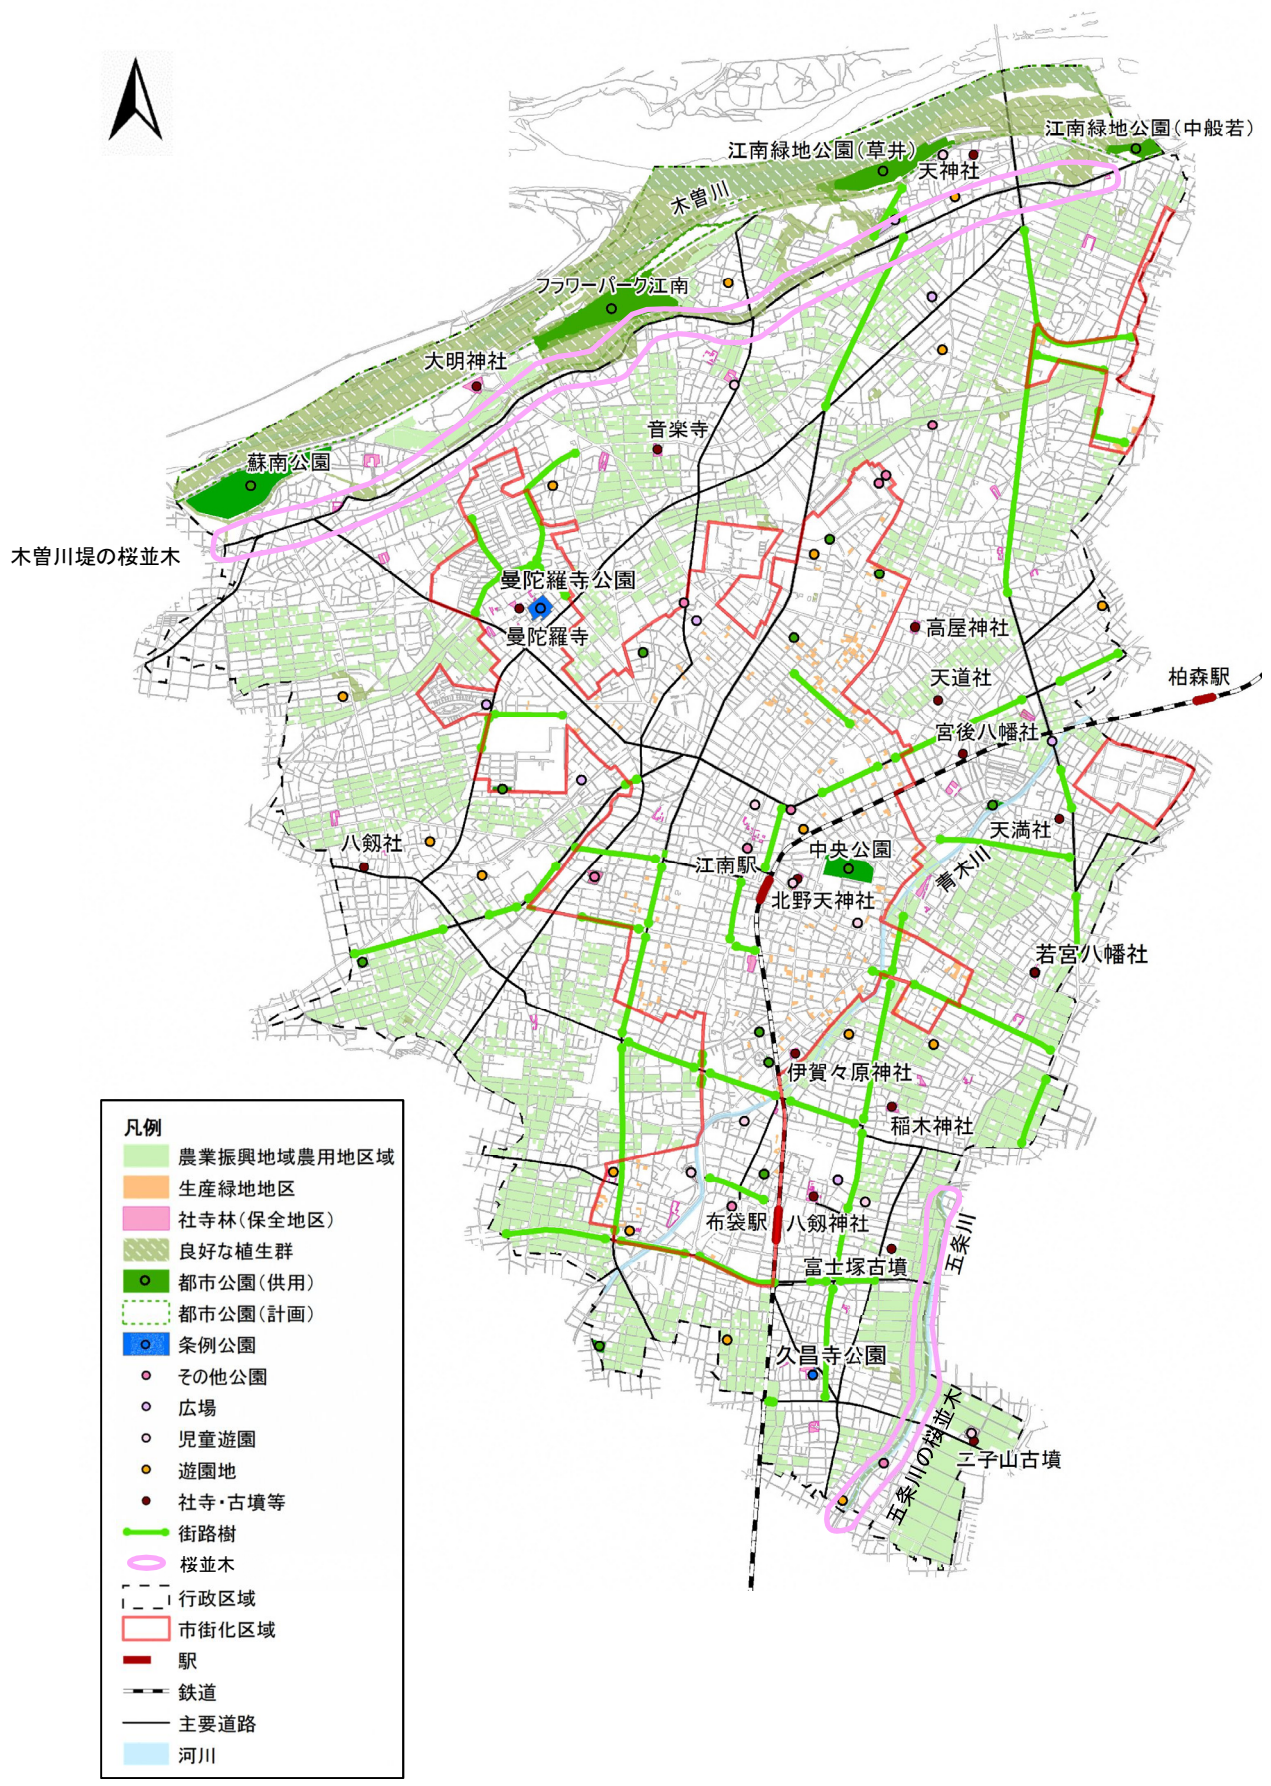 江南緑地公園(中般若)
江南緑地公園(草井)
天神社
木曽川
フラワーパーク江南
大明神社
音楽寺
蘇南公園
木曽川堤の桜並木
曼陀羅寺公園
曼陀羅寺
高屋神社
天道社
柏森駅
宮後八幡社
天満社
八剱社
江南駅
中央公園
青木川
北野天神社
若宮八幡社
伊賀々原神社
稲木神社
布袋駅
八剱神社
五条川
富士塚古墳
久昌寺公園
五条川の桜並木
二子山古墳
凡例
農業振興地域農用地区域
生産緑地地区
社寺林(保全地区)
良好な植生群
都市公園(供用)
都市公園(計画)
条例公園
その他公園
広場
児童遊園
遊園地
社寺・古墳等
街路樹
桜並木
行政区域
市街化区域
駅
鉄道
主要道路
河川